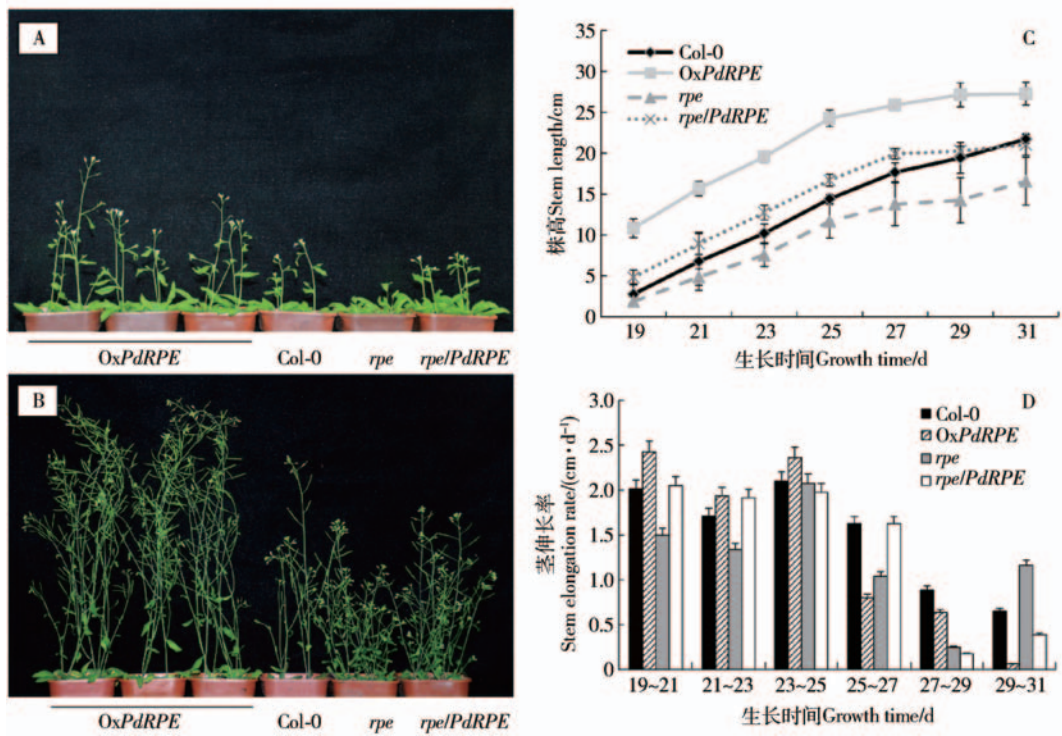 A
OxPdRPE Col-0 rpe rpe/PdRPE
B
OxPdRPE Col-0 rpe rpe/PdRPE
C
Col-0
OxPdRPE
rpe
rpe/PdRPE
株高Stem length/cm
35
30
25
20
15
10
5
0
19 21 23 25 27 29 31
生长时间Growth time/d
D
Col-0
OxPdRPE
rpe
rpe/PdRPE
茎伸长率
Stem elongation rate/(cm·d⁻¹)
3.0
2.5
2.0
1.5
1.0
0.5
0
19~21 21~23 23~25 25~27 27~29 29~31
生长时间Growth time/d